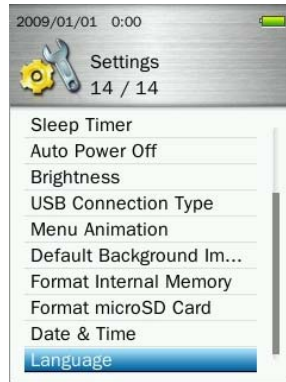 2009/01/01 0:00
Settings
14 / 14
Sleep Timer
Auto Power Off
Brightness
USB Connection Type
Menu Animation
Default Background Im...
Format Internal Memory
Format microSD Card
Date & Time
Language